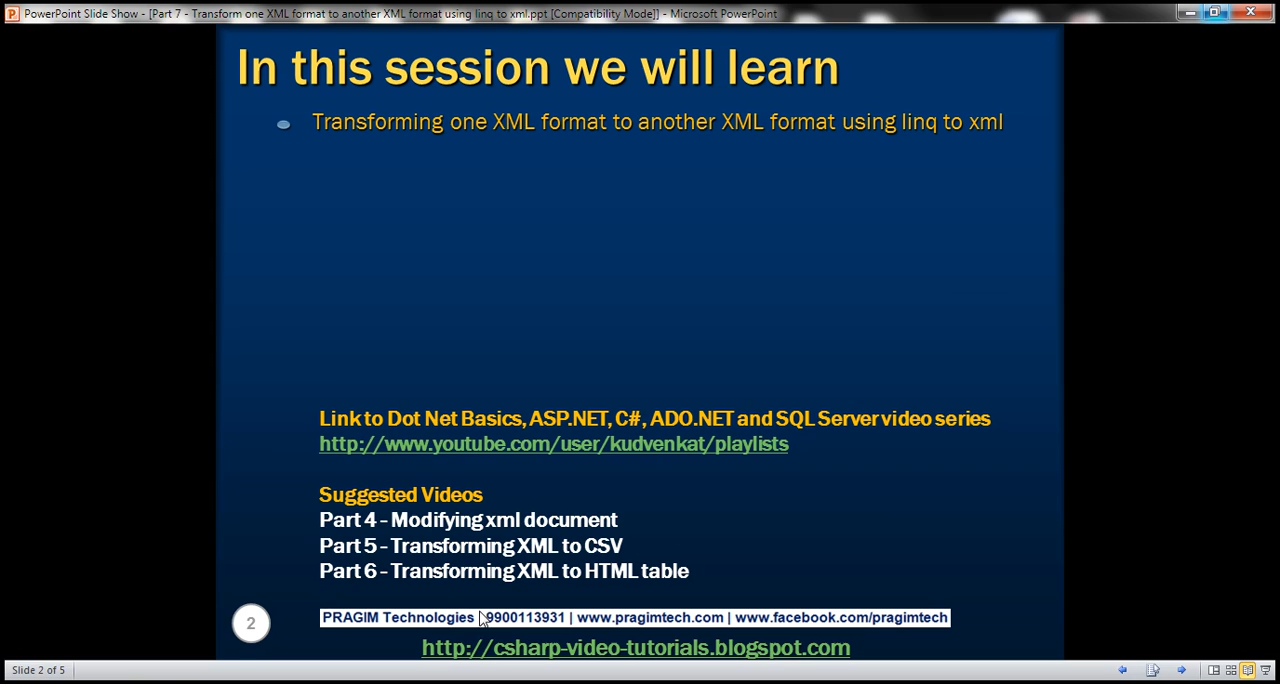 PowerPoint Slide Show - [Part 7 - Transform one XML format to another XML format using linq to xml.ppt [Compatibility Mode]] - Microsoft PowerPoint
In this session we will learn
Transforming one XML format to another XML format using linq to xml
Link to Dot Net Basics, ASP.NET, C#, ADO.NET and SQL Server video series
http://www.youtube.com/user/kudvenkat/playlists
Suggested Videos
Part 4 - Modifying xml document
Part 5 - Transforming XML to CSV
Part 6 - Transforming XML to HTML table
2
PRAGIM Technologies | 9900113931 | www.pragimtech.com | www.facebook.com/pragimtech
http://csharp-video-tutorials.blogspot.com
Slide 2 of 5